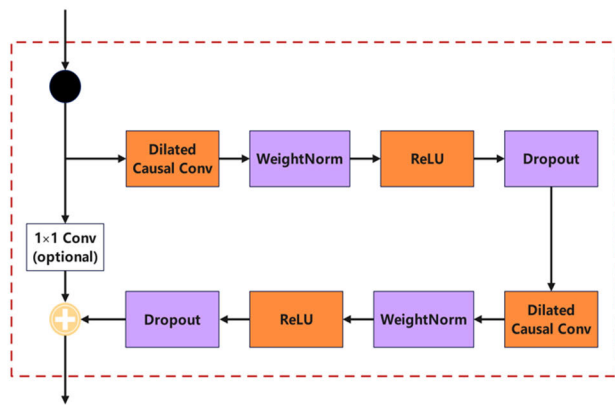 Dilated
Causal Conv
WeightNorm
ReLU
Dropout
1×1 Conv
(optional)
Dropout
ReLU
WeightNorm
Dilated
Causal Conv